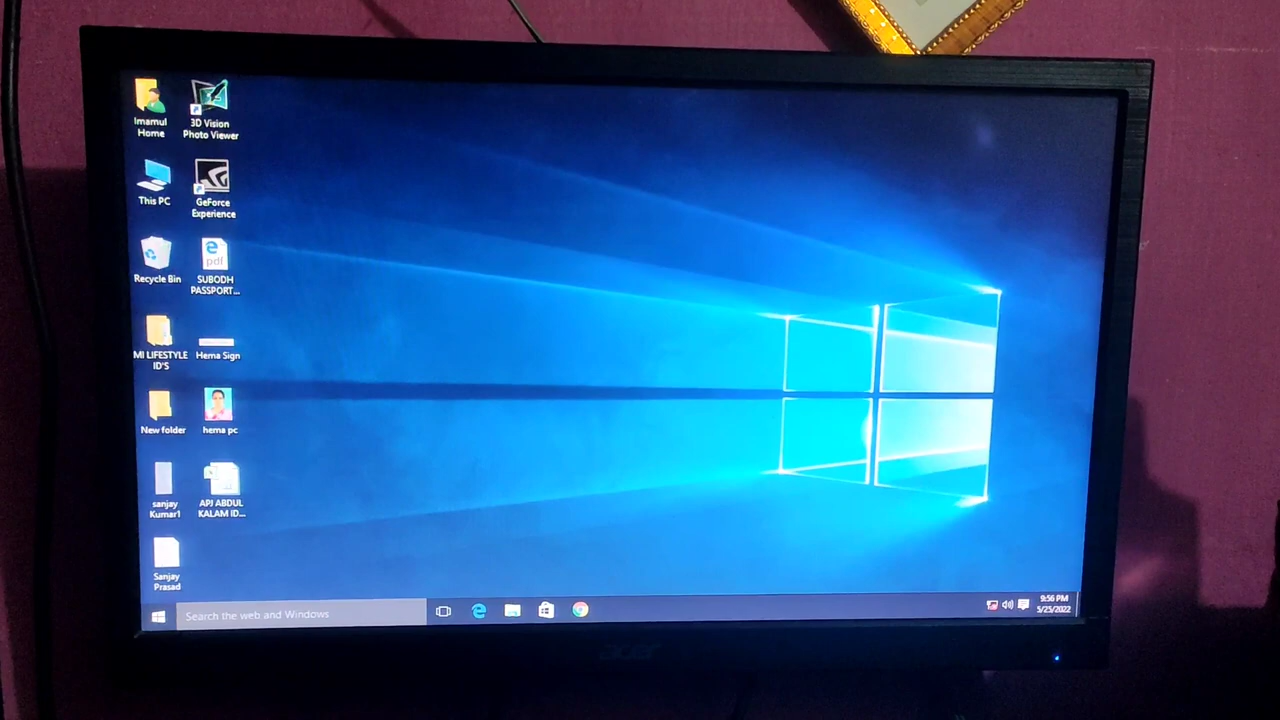 Imamul
Home
3D Vision
Photo Viewer
This PC
GeForce
Experience
Recycle Bin
pdf
SUBODH
PASSPORT...
MI LIFESTYLE
ID'S
Hema Sign
New folder
hema pc
sanjay
Kumar1
APJ ABDUL
KALAM ID...
Sanjay
Prasad
Search the web and Windows
9:56 PM
5/25/2022
acer